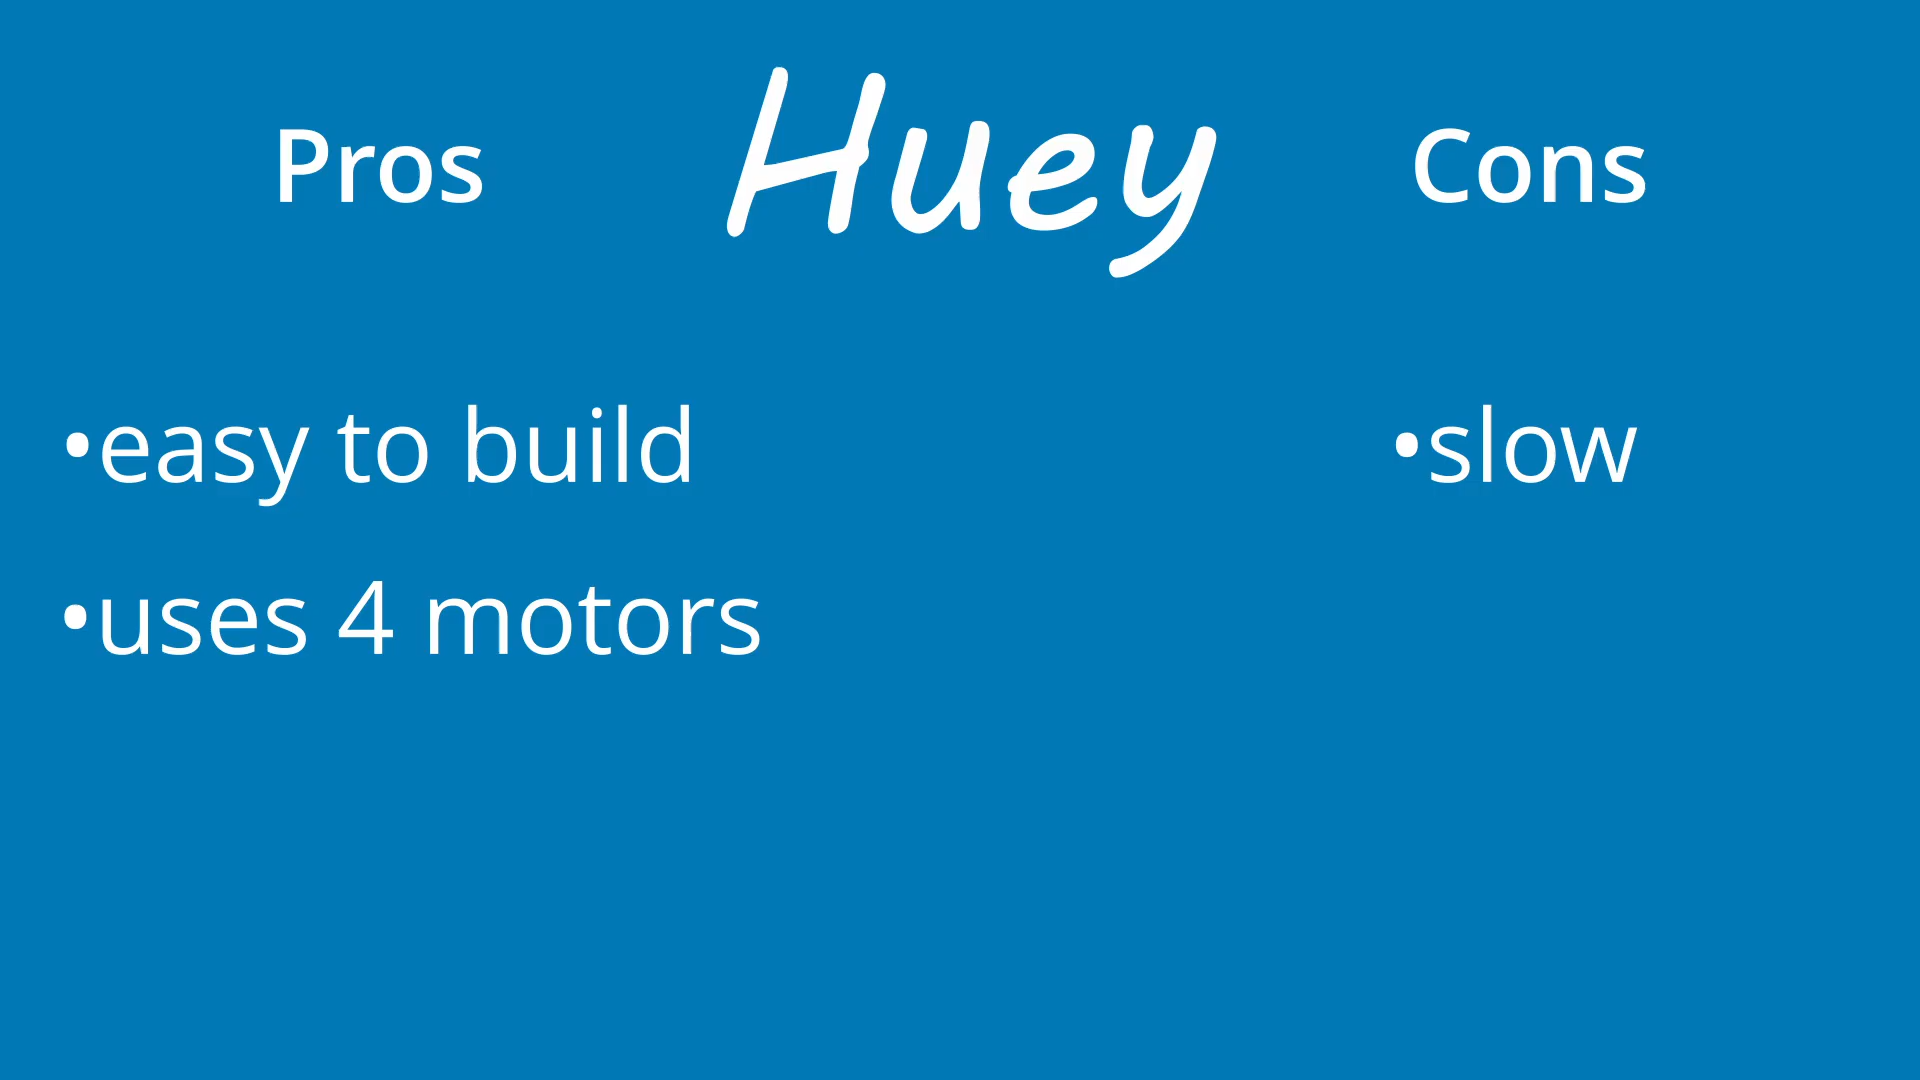 Pros
Huey
Cons
•easy to build
•slow
•uses 4 motors